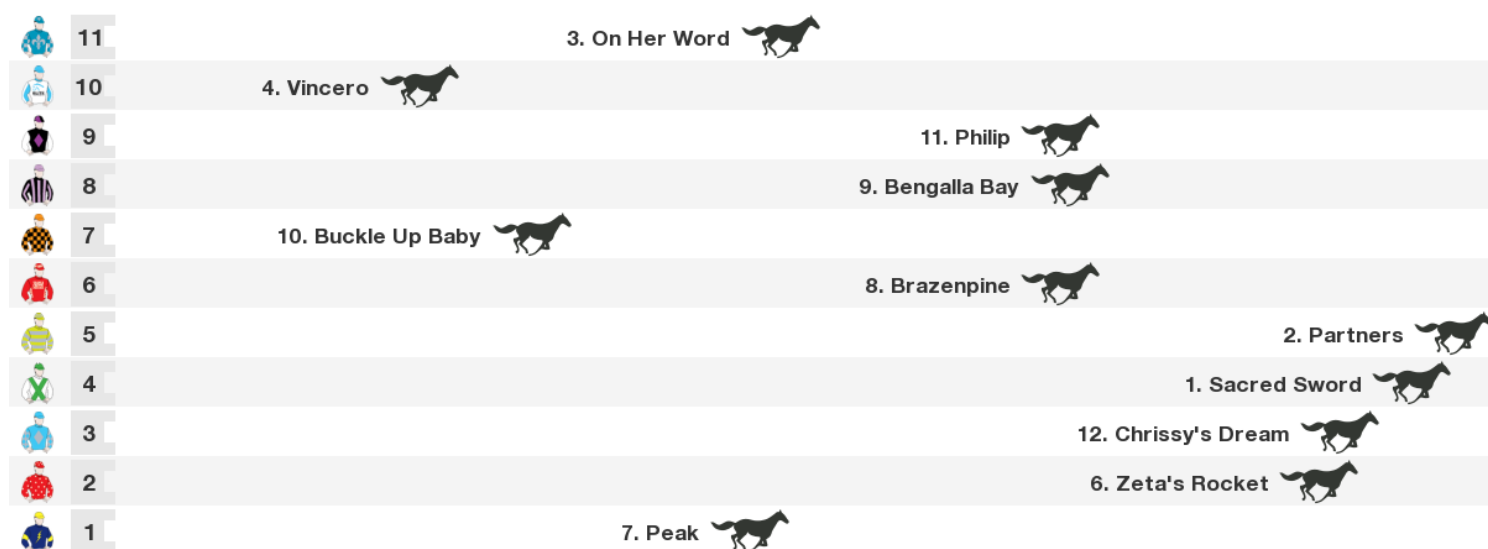 11 3. On Her Word
10 4. Vincero
9 11. Philip
8 9. Bengalla Bay
7 10. Buckle Up Baby
6 8. Brazenpine
5 2. Partners
4 1. Sacred Sword
3 12. Chrissy's Dream
2 6. Zeta's Rocket
1 7. Peak